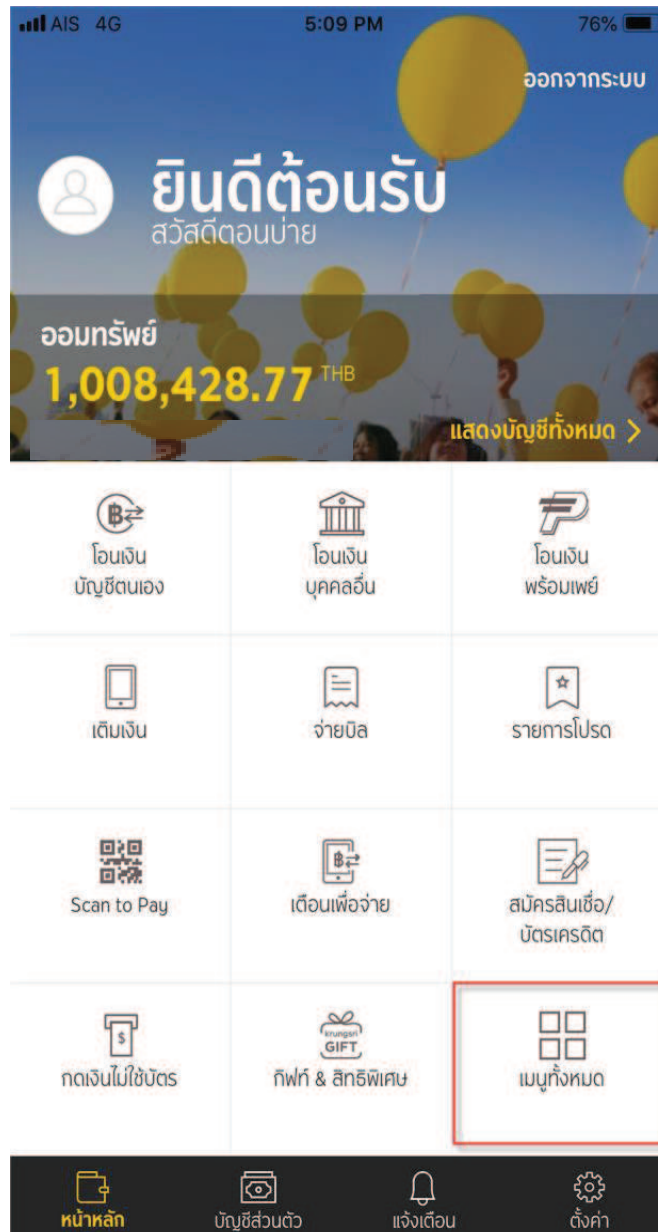 AIS 4G 5:09 PM 76%
ออกจากระบบ
ยินดีต้อนรับ
สวัสดีตอนบ่าย
ออมทรัพย์
1,008,428.77 THB
แสดงบัญชีทั้งหมด >
โอนเงิน
บัญชีตนเอง
โอนเงิน
บุคคลอื่น
โอนเงิน
พร้อมเพย์
เติมเงิน
จ่ายบิล
รายการโปรด
Scan to Pay
เตือนเพื่อจ่าย
สมัครสินเชื่อ/
บัตรเครดิต
กดเงินไม่ใช้บัตร
krungsri
GIFT
กิฟท์ & สิทธิพิเศษ
เมนูทั้งหมด
หน้าหลัก
บัญชีส่วนตัว
แจ้งเตือน
ตั้งค่า